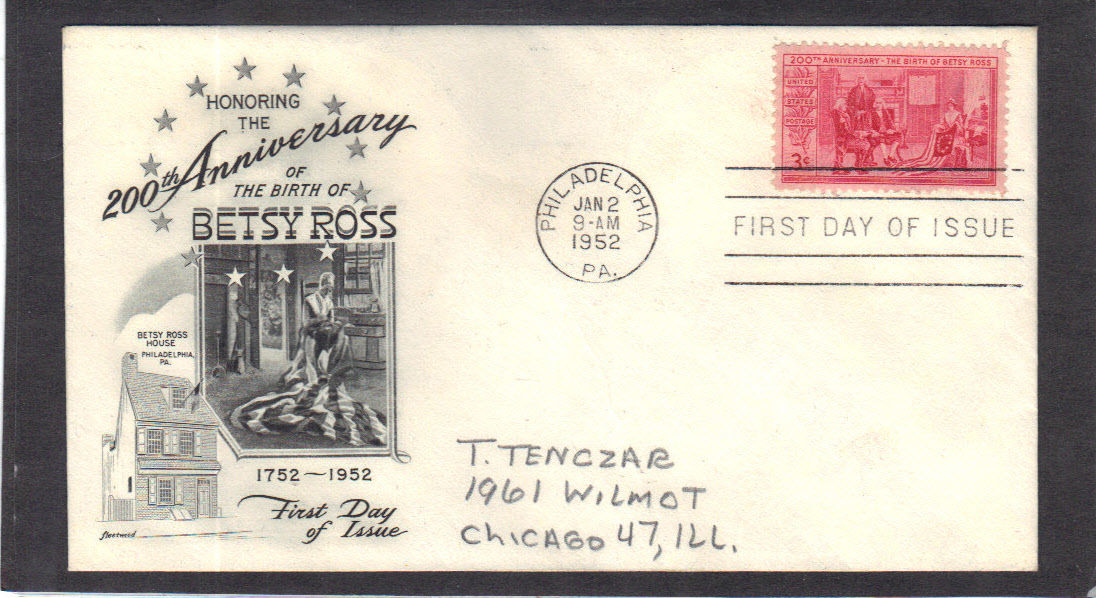 HONORING
THE
200th Anniversary
OF
THE BIRTH OF
BETSY ROSS
BETSY ROSS
HOUSE
PHILADELPHIA,
PA.
1752—1952
First Day
of Issue
fleetwood
PHILADELPHIA
JAN 2
9-AM
1952
PA.
200TH ANNIVERSARY - THE BIRTH OF BETSY ROSS
UNITED
STATES
POSTAGE
3¢
FIRST DAY OF ISSUE
T. TENCZAR
1961 WILMOT
CHICAGO 47, ILL.